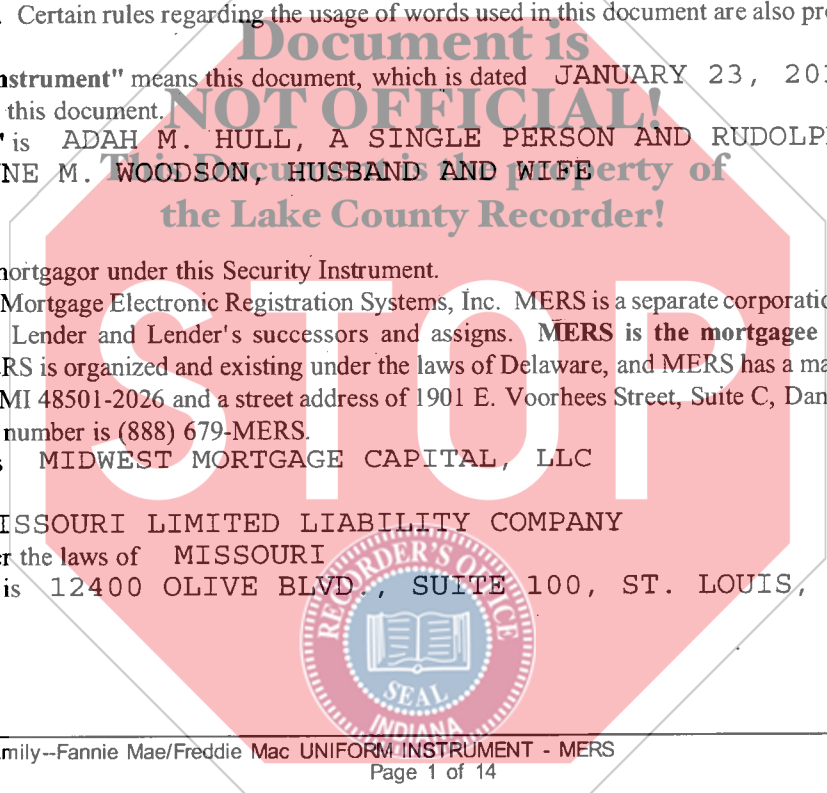 . Certain rules regarding the usage of words used in this document are also pro
Document is
nstrument" means this document, which is dated JANUARY 23, 201
this document.
NOT OFFICIAL!
" is ADAH M. HULL, A SINGLE PERSON AND RUDOLP
NE M. WOODSON, HUSBAND AND WIFE
This Document is the property of
the Lake County Recorder!
mortgagor under this Security Instrument.
Mortgage Electronic Registration Systems, Inc. MERS is a separate corporatio
Lender and Lender's successors and assigns. MERS is the mortgagee
RS is organized and existing under the laws of Delaware, and MERS has a ma
MI 48501-2026 and a street address of 1901 E. Voorhees Street, Suite C, Dan
number is (888) 679-MERS.
s MIDWEST MORTGAGE CAPITAL, LLC
STOP
ISSOURI LIMITED LIABILITY COMPANY
er the laws of MISSOURI
is 12400 OLIVE BLVD., SUITE 100, ST. LOUIS,
RECORDER'S OFFICE
SEAL
INDIANA
mily--Fannie Mae/Freddie Mac UNIFORM INSTRUMENT - MERS
Page 1 of 14